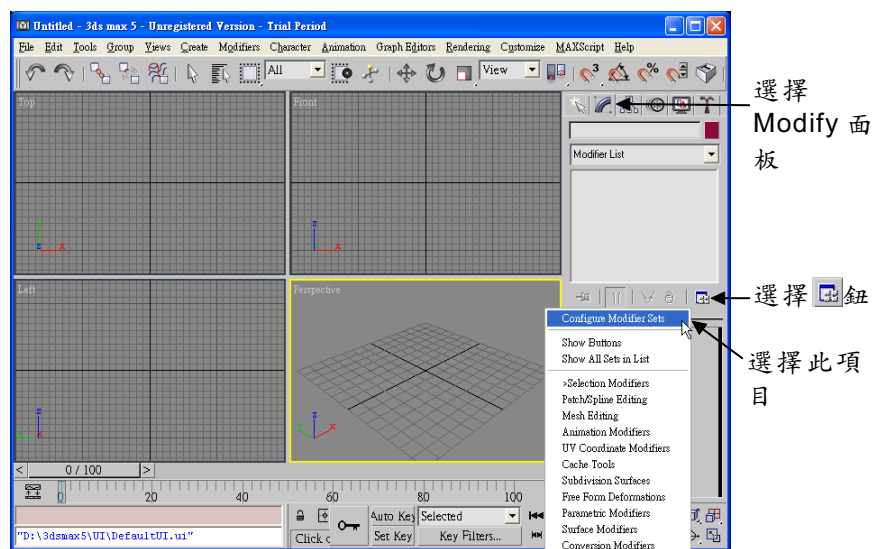 Untitled - 3ds max 5 - Unregistered Version - Trial Period
File Edit Tools Group Views Create Modifiers Character Animation Graph Editors Rendering Customize MAXScript Help
All
View
Top
Front
選擇
Modify 面
板
Modifier List
y
z
x
z
x
Left
Perspective
選擇
鈕
Configure Modifier Sets
Show Buttons
Show All Sets in List
選擇此項
目
>Selection Modifiers
Patch/Spline Editing
Mesh Editing
Animation Modifiers
UV Coordinate Modifiers
Cache Tools
Subdivision Surfaces
Free Form Deformations
Parametric Modifiers
Surface Modifiers
Conversion Modifiers
z
z
y
x
< 0 / 100 >
0 20 40 60 80 100
Auto Key Selected
"D:\3dsmax5\UI\DefaultUI.ui"
Set Key Key Filters...